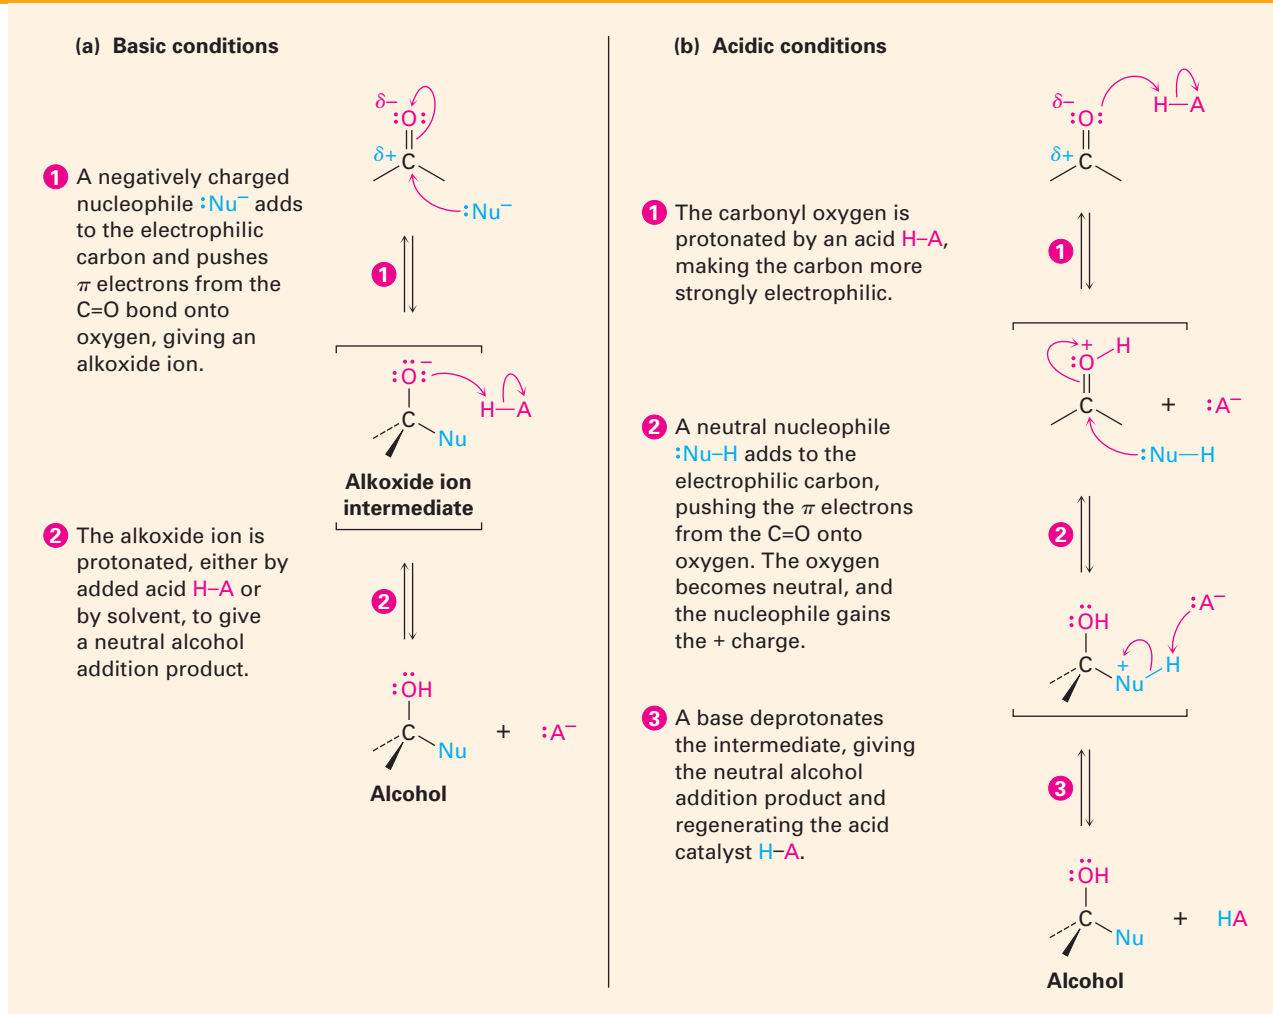 (a) Basic conditions
δ–
:O:
δ+
C
:Nu–
1 A negatively charged
nucleophile :Nu– adds
to the electrophilic
carbon and pushes
π electrons from the
C=O bond onto
oxygen, giving an
alkoxide ion.
1
:O:–
H–A
C
Nu
Alkoxide ion
intermediate
2 The alkoxide ion is
protonated, either by
added acid H–A or
by solvent, to give
a neutral alcohol
addition product.
2
:OH
C
Nu
+
:A–
Alcohol
(b) Acidic conditions
δ–
:O:
H–A
δ+
C
1 The carbonyl oxygen is
protonated by an acid H–A,
making the carbon more
strongly electrophilic.
1
+
H
:O
C
+
:A–
:Nu–H
2 A neutral nucleophile
:Nu–H adds to the
electrophilic carbon,
pushing the π electrons
from the C=O onto
oxygen. The oxygen
becomes neutral, and
the nucleophile gains
the + charge.
2
:A–
:OH
C
+
Nu
H
3 A base deprotonates
the intermediate, giving
the neutral alcohol
addition product and
regenerating the acid
catalyst H–A.
3
:OH
C
Nu
+
HA
Alcohol